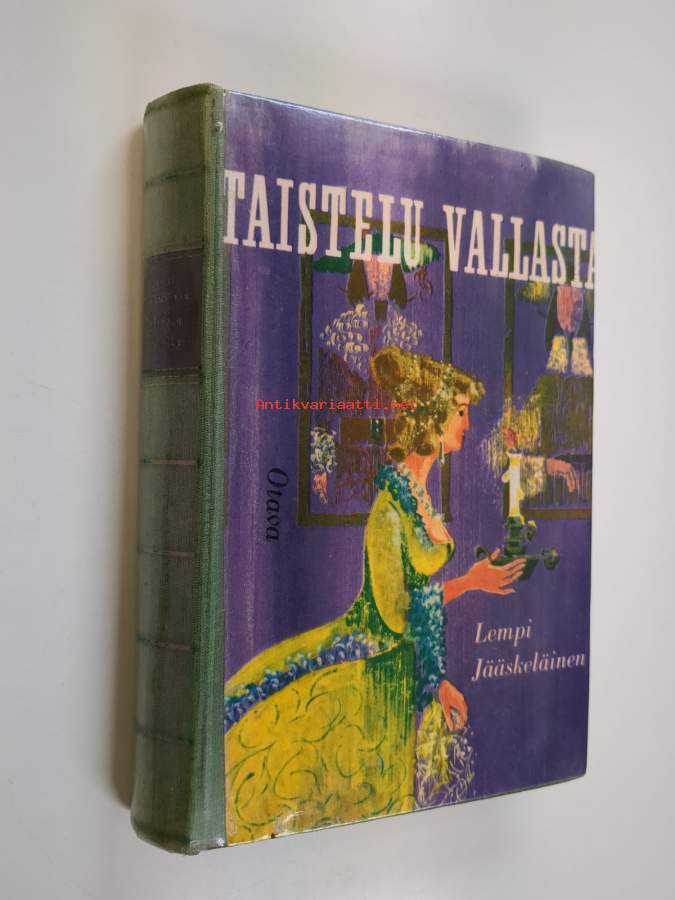 TAISTELU VALLASTA
Antikvariaatti.net
Otava
Lempi
Jääskeläinen